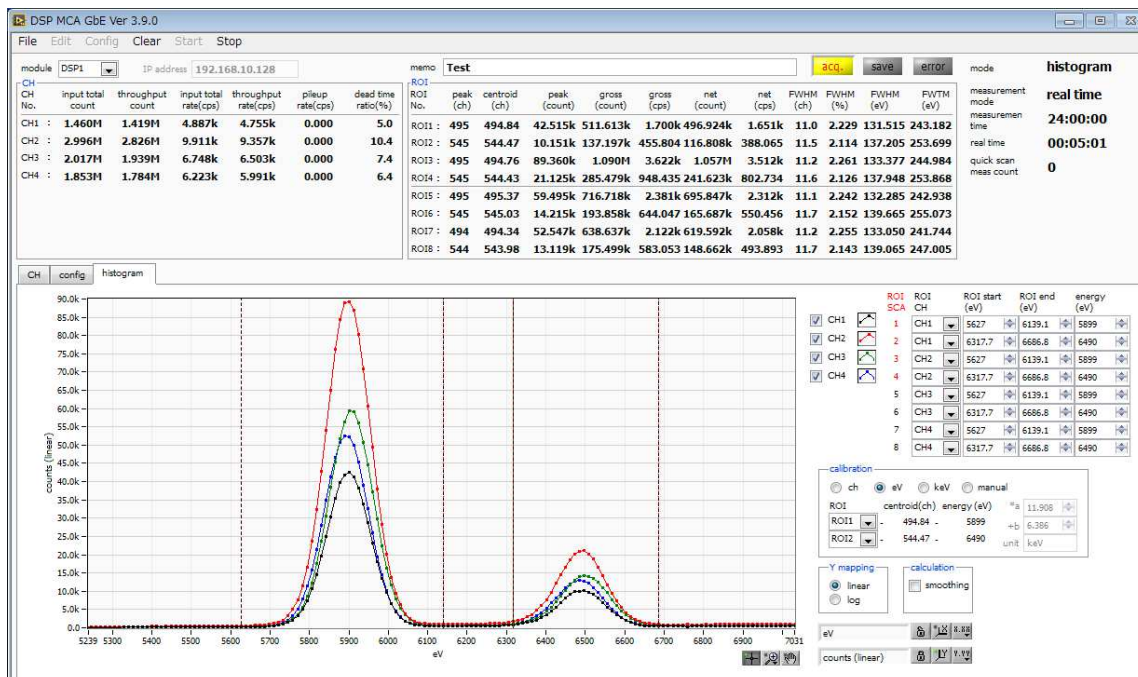 DSP MCA GbE Ver 3.9.0
File Edit Config Clear Start Stop
module DSP1 IP address 192.168.10.128
memo Test
acq. save error
mode histogram
measurement mode real time
measuremen time 24:00:00
real time 00:05:01
quick scan meas count 0
CH
CH No. input total count throughput count input total rate(cps) throughput rate(cps) pileup rate(cps) dead time ratio(%)
CH1 : 1.460M 1.419M 4.887k 4.755k 0.000 5.0
CH2 : 2.996M 2.826M 9.911k 9.357k 0.000 10.4
CH3 : 2.017M 1.939M 6.748k 6.503k 0.000 7.4
CH4 : 1.853M 1.784M 6.223k 5.991k 0.000 6.4
ROI
ROI No. peak (ch) centroid (ch) peak (count) gross (count) gross (cps) net (count) net (cps) FWHM (ch) FWHM (%) FWHM (eV) FWTM (eV)
ROI1 : 495 494.84 42.515k 511.613k 1.700k 496.924k 1.651k 11.0 2.229 131.515 243.182
ROI2 : 545 544.47 10.151k 137.197k 455.804 116.808k 388.065 11.5 2.114 137.205 253.699
ROI3 : 495 494.76 89.360k 1.090M 3.622k 1.057M 3.512k 11.2 2.261 133.377 244.984
ROI4 : 545 544.43 21.125k 285.479k 948.435 241.623k 802.734 11.6 2.126 137.948 253.868
ROI5 : 495 495.37 59.495k 716.718k 2.381k 695.847k 2.312k 11.1 2.242 132.285 242.938
ROI6 : 545 545.03 14.215k 193.858k 644.047 165.687k 550.456 11.7 2.152 139.665 255.073
ROI7 : 494 494.34 52.547k 638.637k 2.122k 619.592k 2.058k 11.2 2.255 133.050 241.744
ROI8 : 544 543.98 13.119k 175.499k 583.053 148.662k 493.893 11.7 2.143 139.065 247.005
CH config histogram
90.0k
85.0k
80.0k
75.0k
70.0k
65.0k
60.0k
55.0k
50.0k
45.0k
40.0k
35.0k
30.0k
25.0k
20.0k
15.0k
10.0k
5.0k
0.0
counts (linear)
5239 5300 5400 5500 5600 5700 5800 5900 6000 6100 6200 6300 6400 6500 6600 6700 6800 6900 7031
eV
CH1
CH2
CH3
CH4
ROI SCA ROI CH ROI start (eV) ROI end (eV) energy (eV)
1 CH1 5627 6139.1 5899
2 CH1 6317.7 6686.8 6490
3 CH2 5627 6139.1 5899
4 CH2 6317.7 6686.8 6490
5 CH3 5627 6139.1 5899
6 CH3 6317.7 6686.8 6490
7 CH4 5627 6139.1 5899
8 CH4 6317.7 6686.8 6490
calibration
ch eV keV manual
ROI centroid(ch) energy (eV) *a 11.908
ROI1 - 494.84 - 5899 +b 6.386
ROI2 - 544.47 - 6490 unit keV
Y mapping
linear
log
calculation
smoothing
eV
counts (linear)